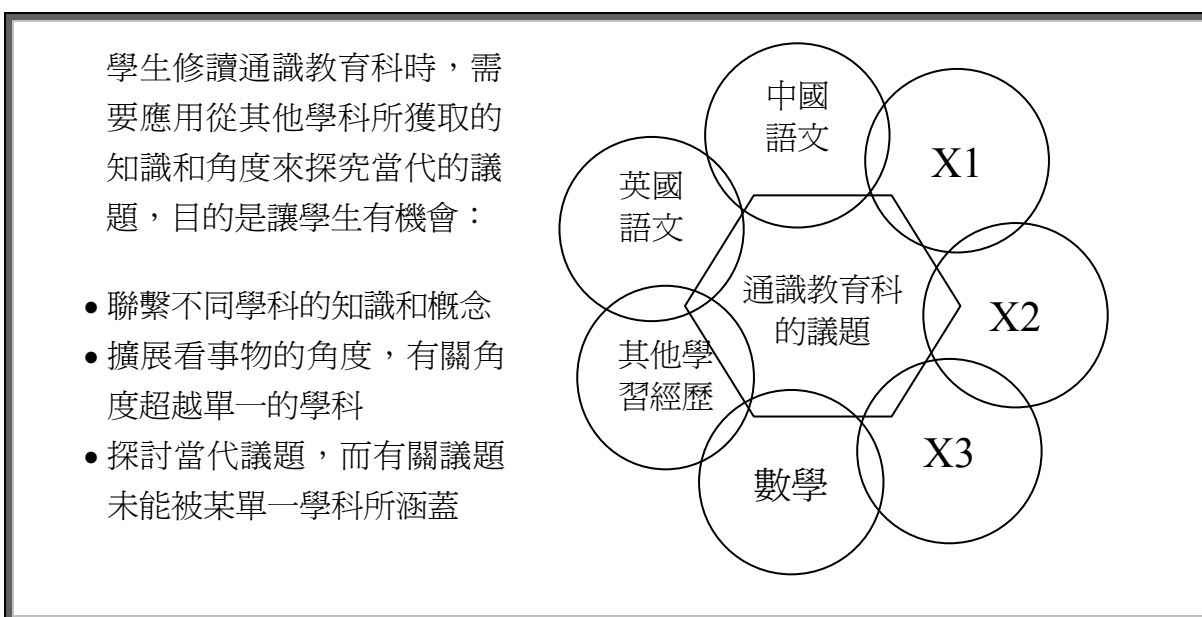 學生修讀通識教育科時，需
要應用從其他學科所獲取的
知識和角度來探究當代的議
題，目的是讓學生有機會：
• 聯繫不同學科的知識和概念
• 擴展看事物的角度，有關角
度超越單一的學科
• 探討當代議題，而有關議題
未能被某單一學科所涵蓋
中國
語文
X1
英國
語文
通識教育科
的議題
X2
其他學
習經歷
X3
數學